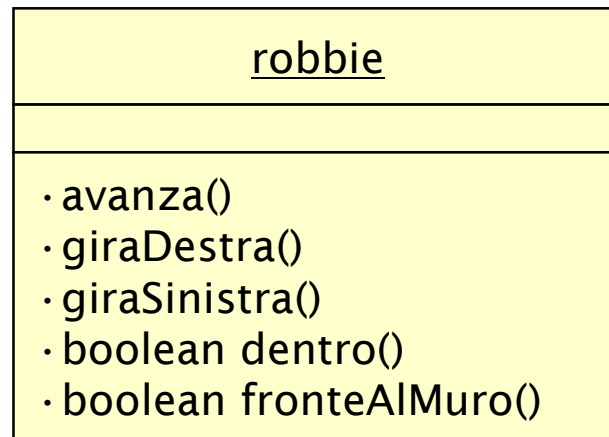 robbie
·avanza()
·giraDestra()
·giraSinistra()
·boolean dentro()
·boolean fronteAlMuro()